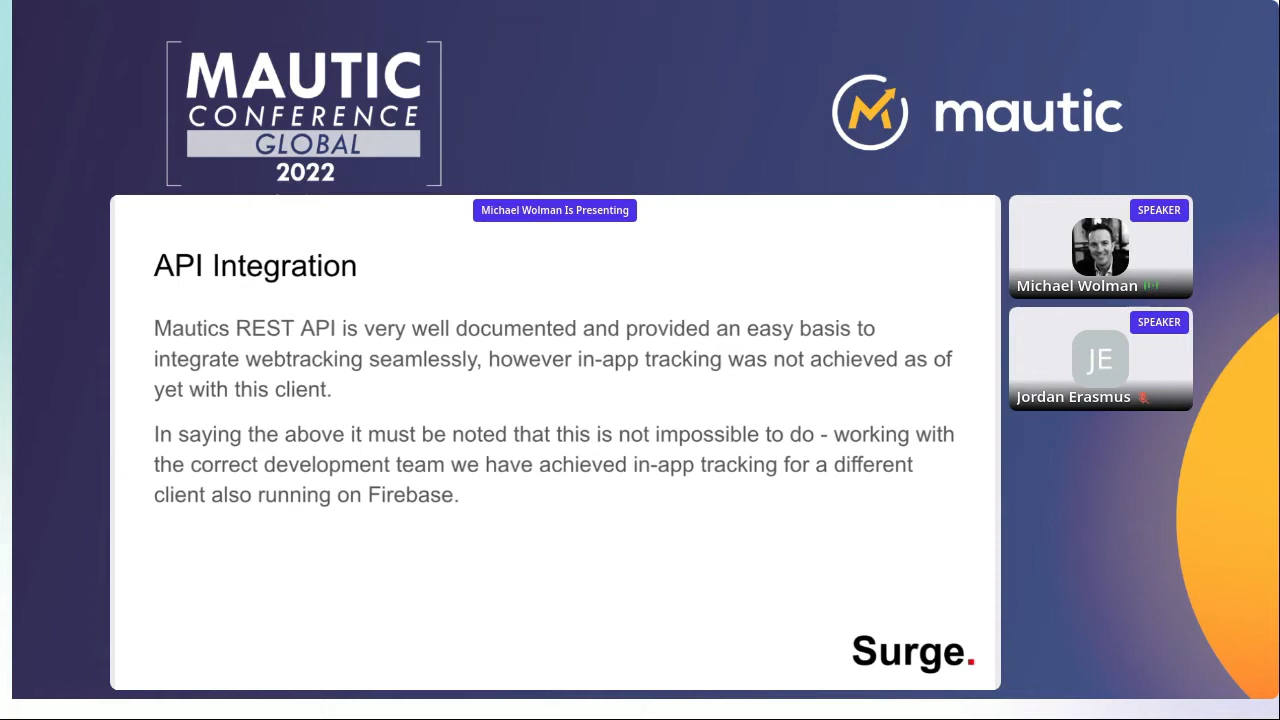 MAUTIC
CONFERENCE
GLOBAL
2022
mautic
Michael Wolman Is Presenting
API Integration
Mautics REST API is very well documented and provided an easy basis to
integrate webtracking seamlessly, however in-app tracking was not achieved as of
yet with this client.
In saying the above it must be noted that this is not impossible to do - working with
the correct development team we have achieved in-app tracking for a different
client also running on Firebase.
Surge.
SPEAKER
Michael Wolman
SPEAKER
JE
Jordan Erasmus